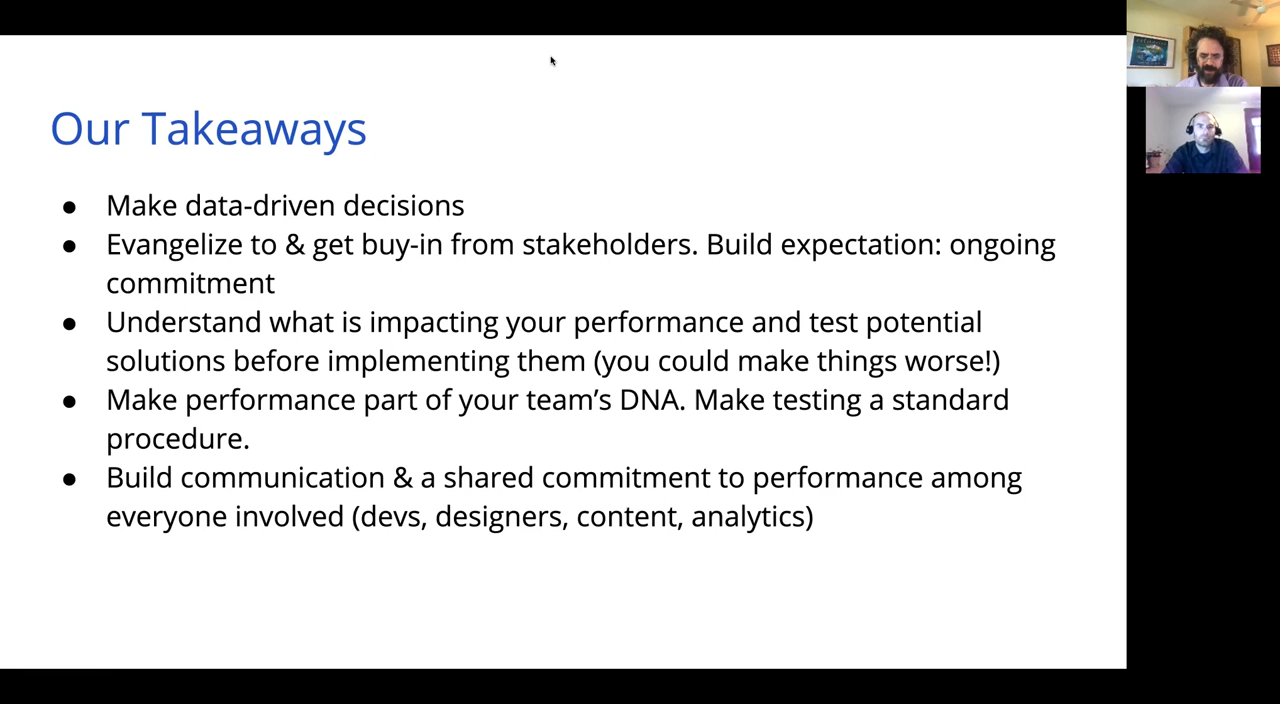 Our Takeaways
● Make data-driven decisions
● Evangelize to & get buy-in from stakeholders. Build expectation: ongoing
commitment
● Understand what is impacting your performance and test potential
solutions before implementing them (you could make things worse!)
● Make performance part of your team’s DNA. Make testing a standard
procedure.
● Build communication & a shared commitment to performance among
everyone involved (devs, designers, content, analytics)